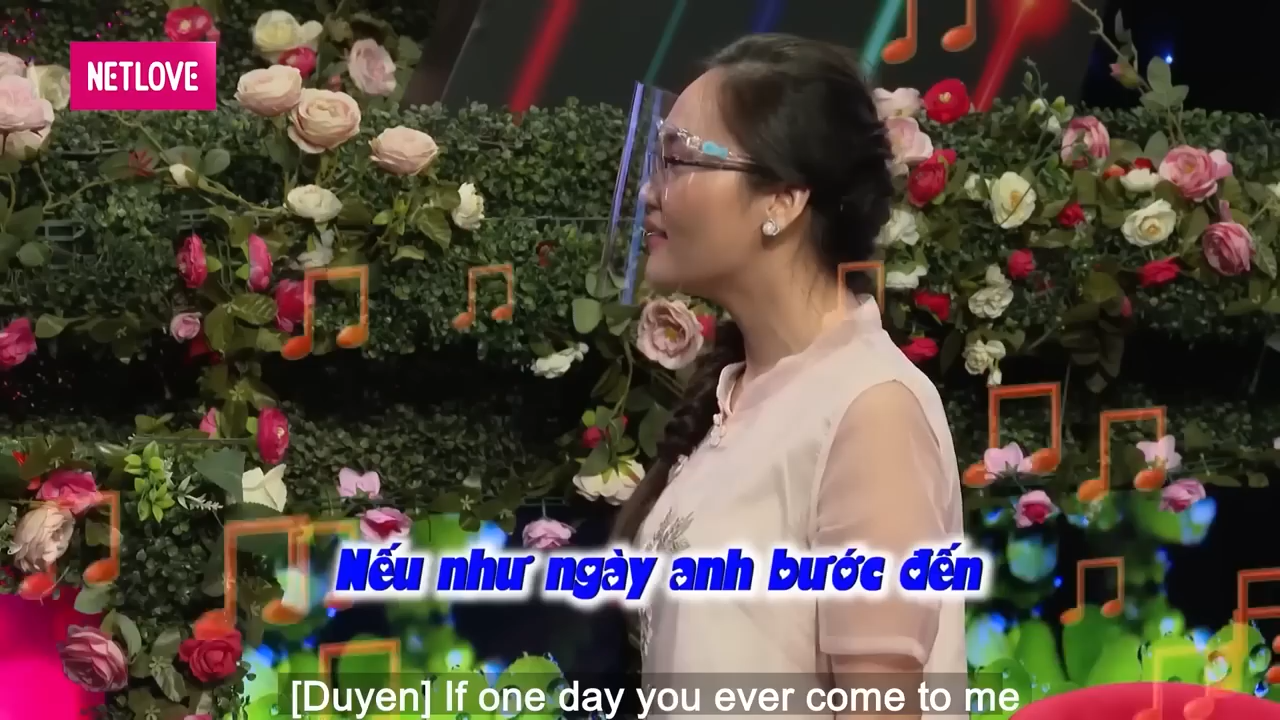 NETLOVE
Nếu như ngày anh bước đến
[Duyen] If one day you ever come to me